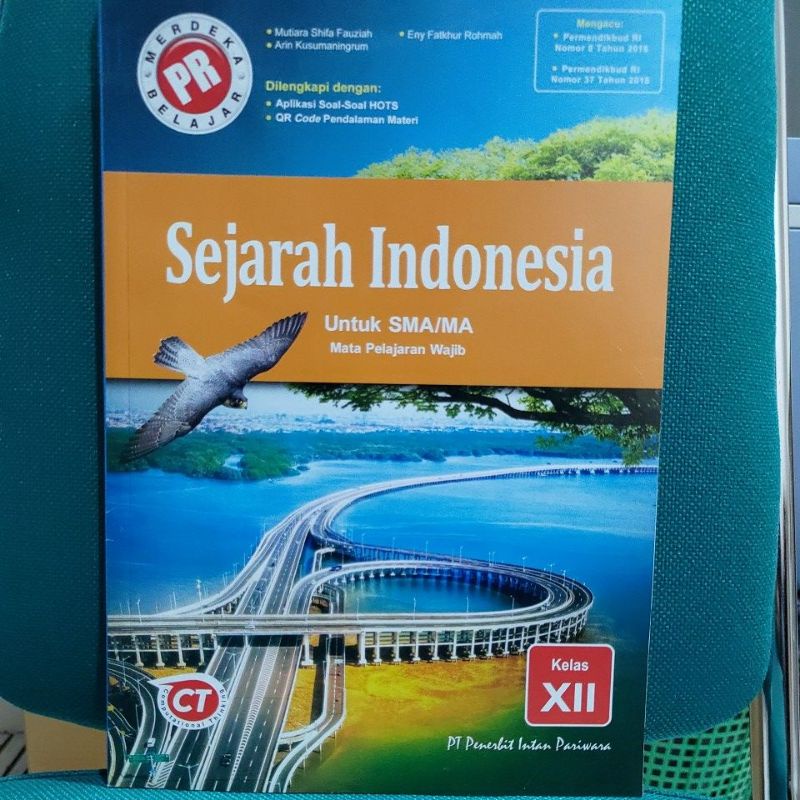 MERDEKA
PR
BELAJAR
• Mutiara Shifa Fauziah
• Arin Kusumaningrum
• Eny Fatkhur Rohmah
Dilengkapi dengan:
• Aplikasi Soal-Soal HOTS
• QR Code Pendalaman Materi
Mengacu:
• Permendikbud RI
Nomor 8 Tahun 2016
• Permendikbud RI
Nomor 37 Tahun 2018
Sejarah Indonesia
Untuk SMA/MA
Mata Pelajaran Wajib
CT
Computational Thinking
Kelas
XII
PT Penerbit Intan Pariwara